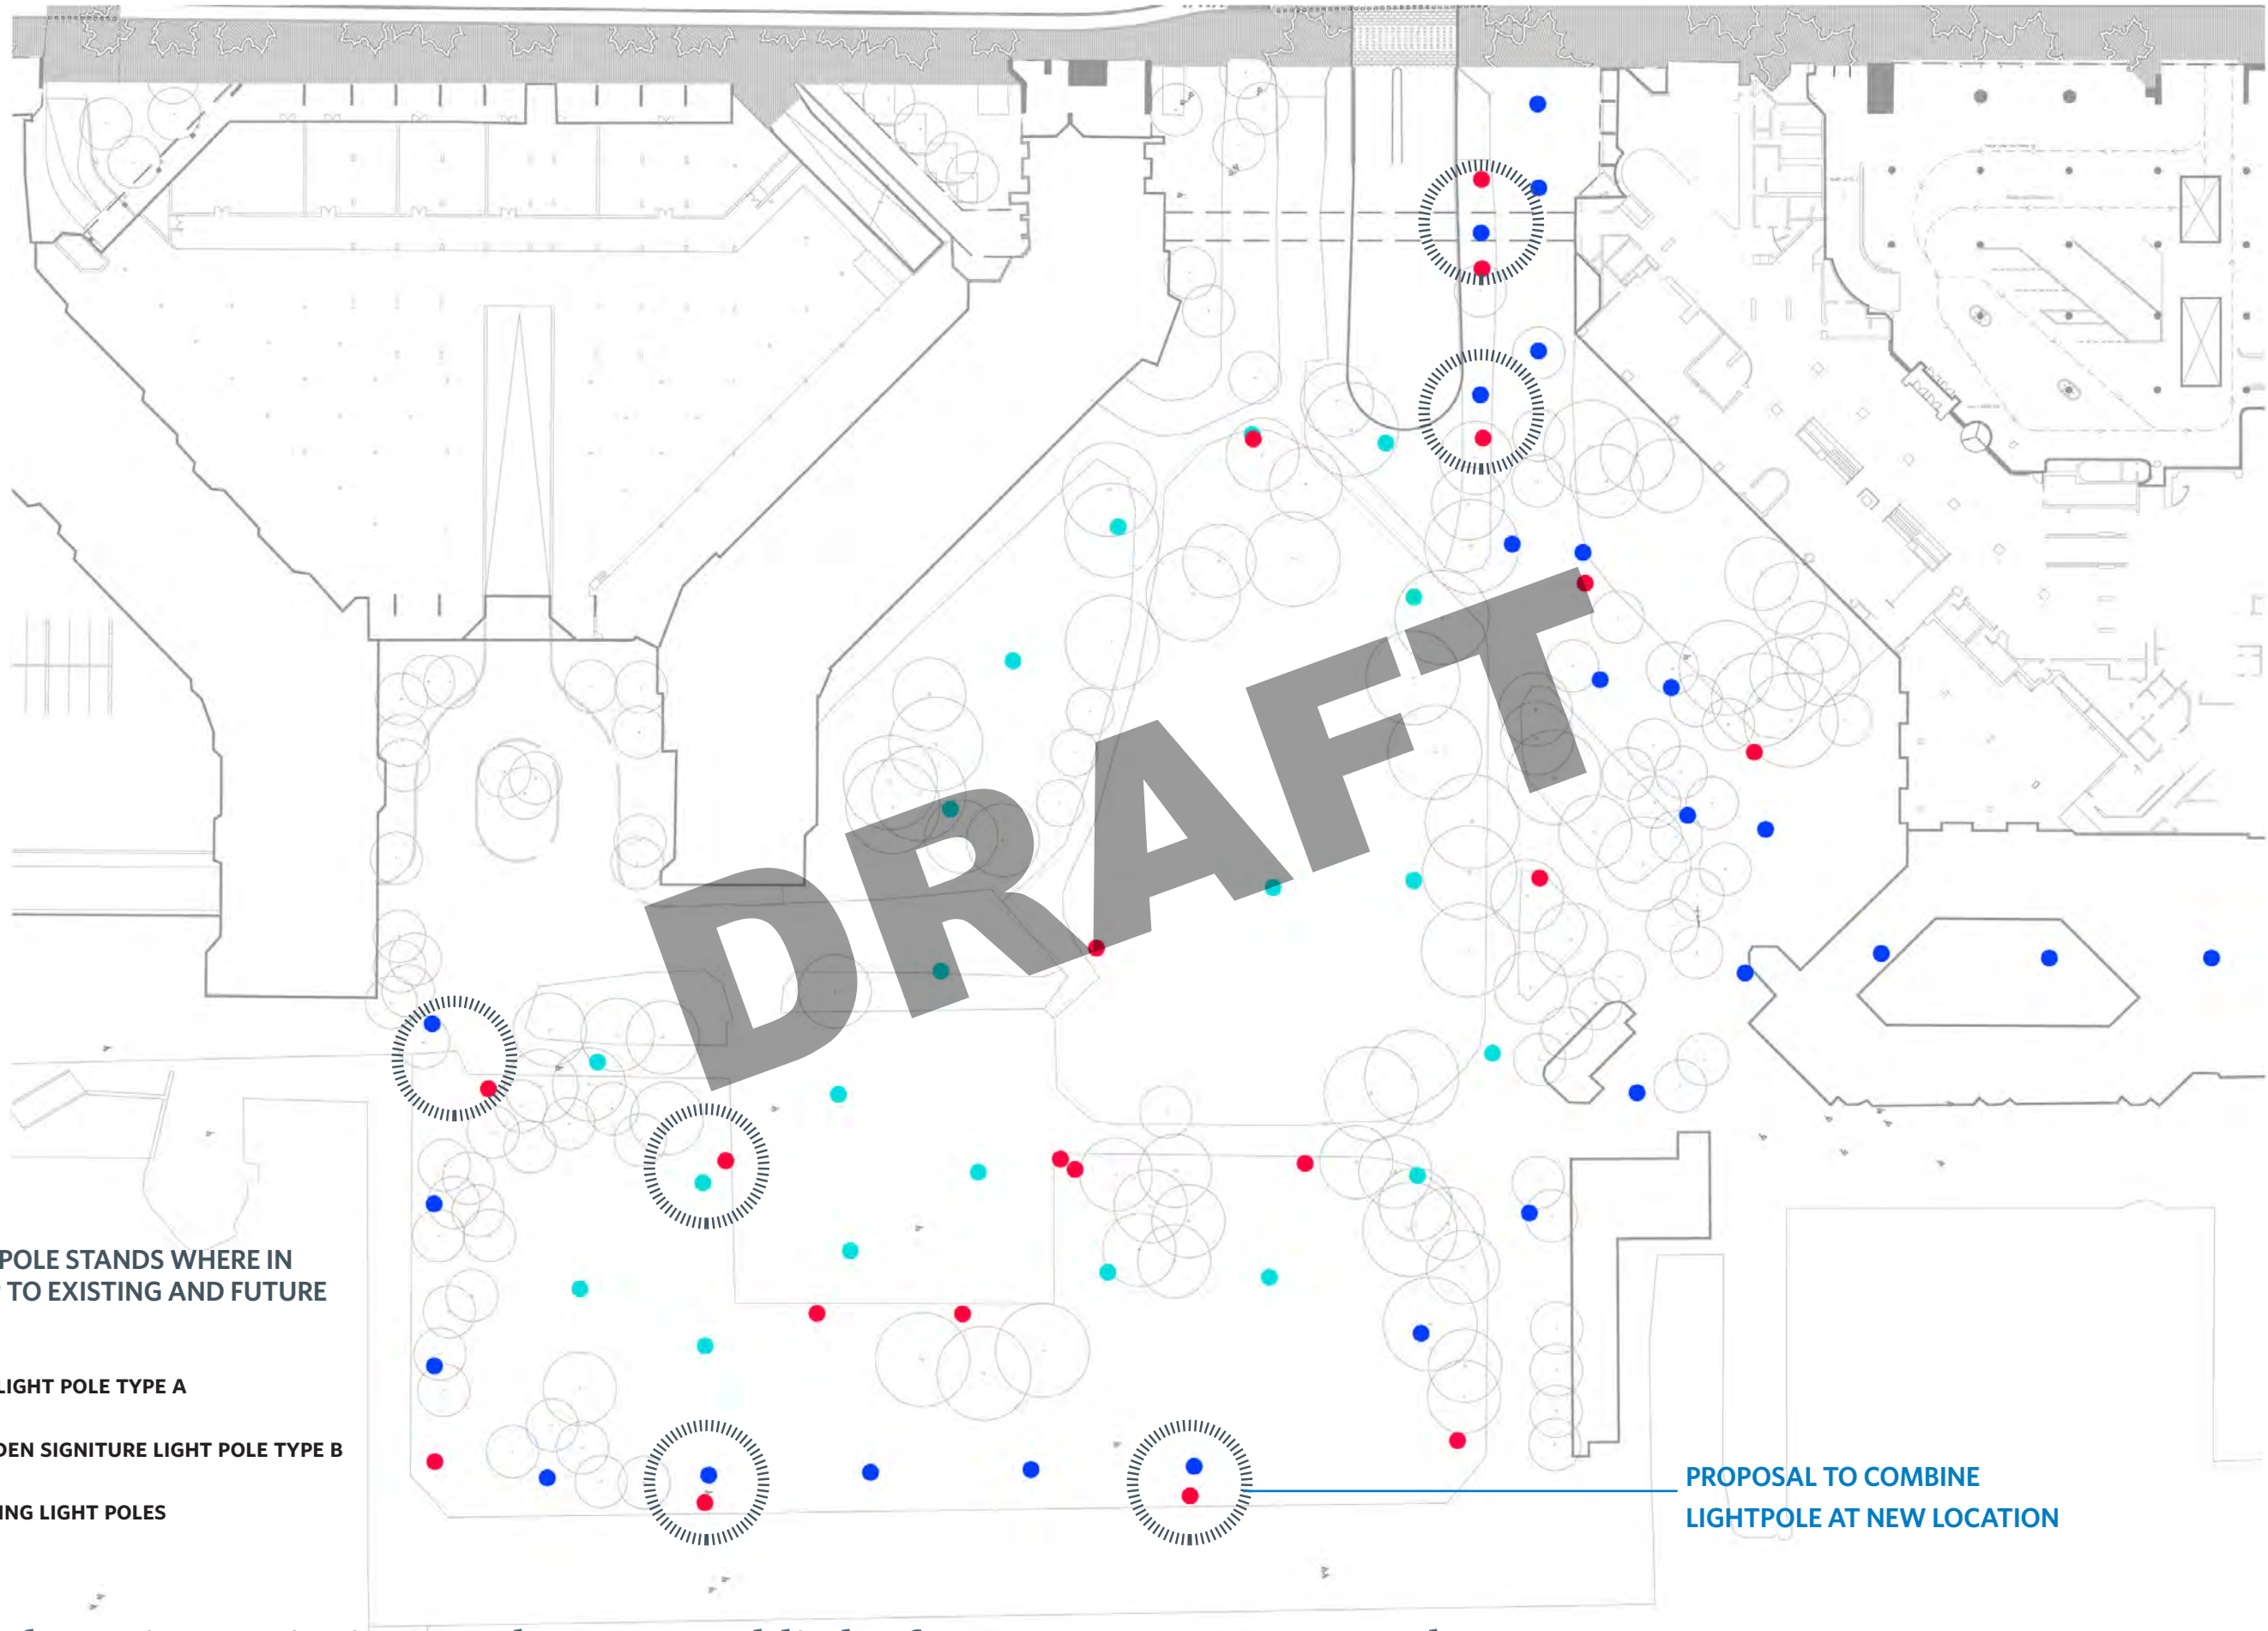 DRAFT
POLE STANDS WHERE IN
TO EXISTING AND FUTURE
LIGHT POLE TYPE A
DEN SIGNITURE LIGHT POLE TYPE B
ING LIGHT POLES
PROPOSAL TO COMBINE
LIGHTPOLE AT NEW LOCATION